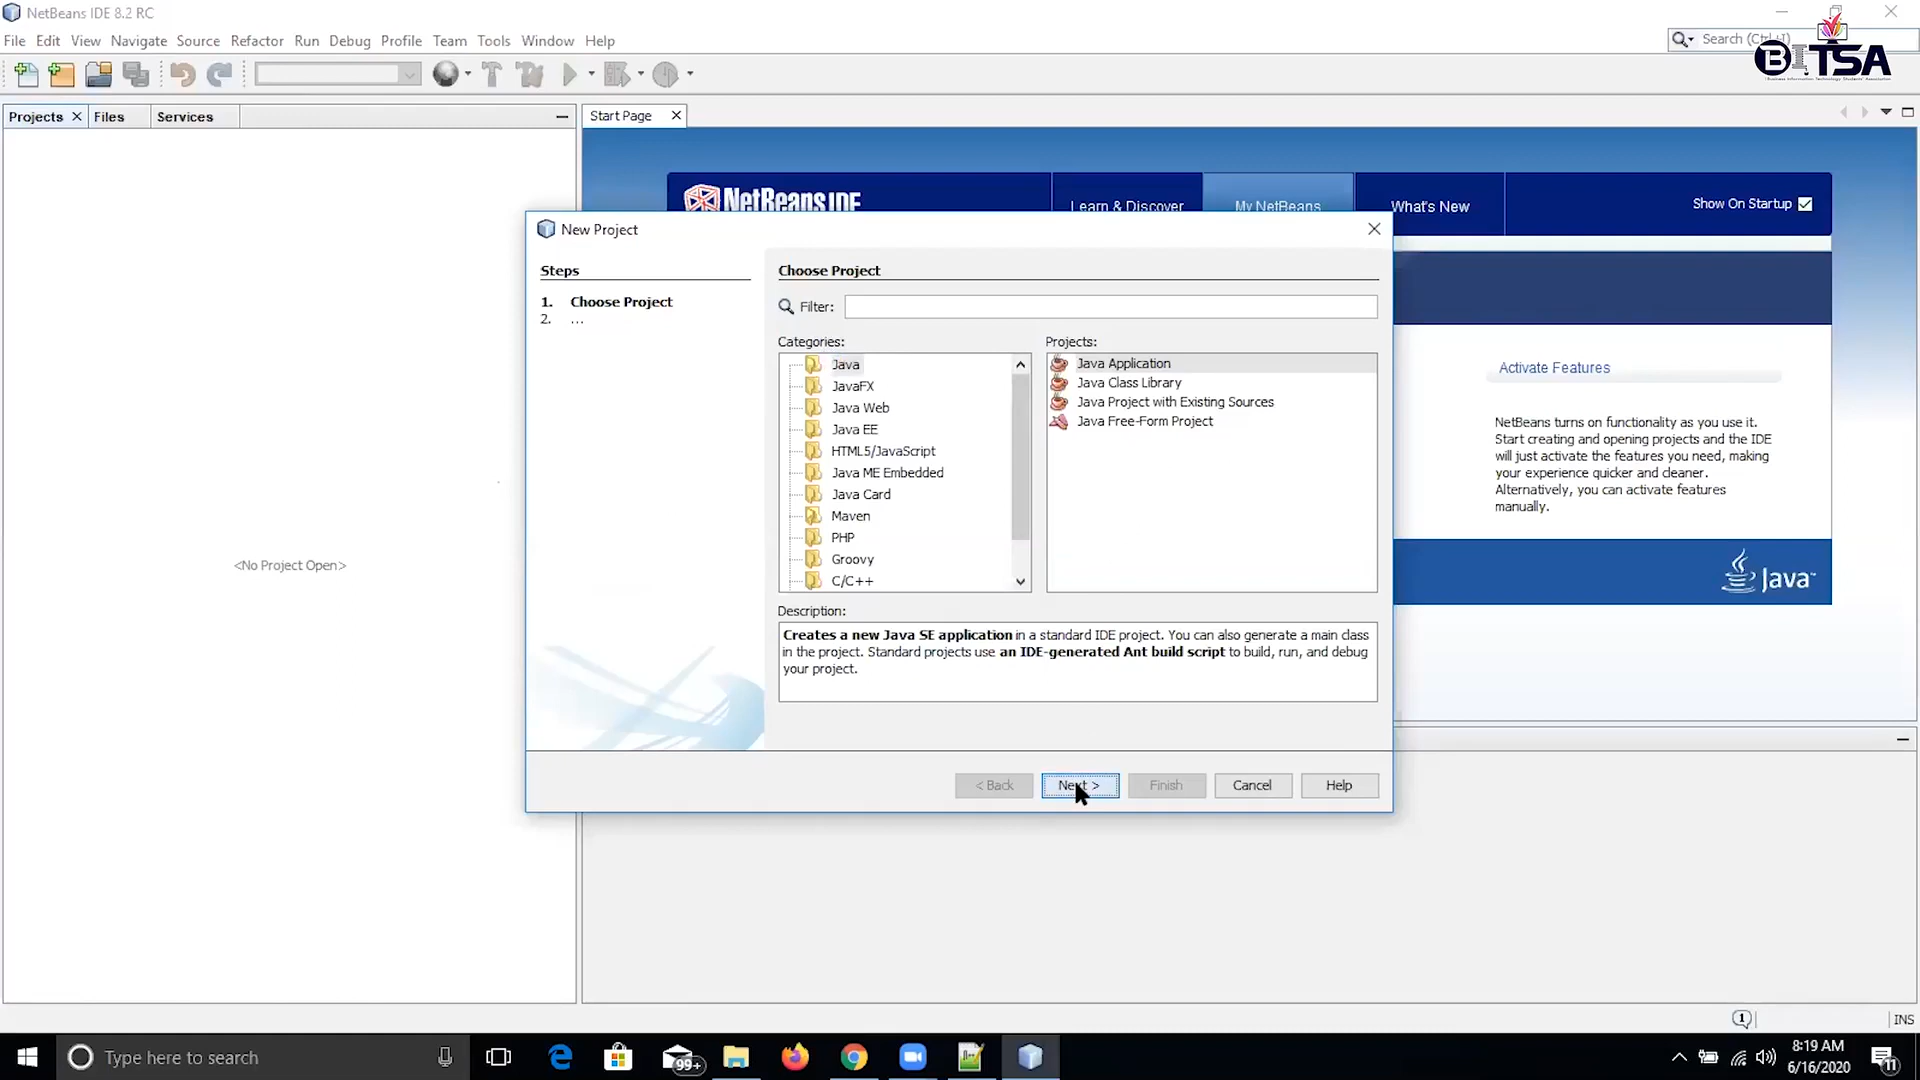 NetBeans IDE 8.2 RC
File Edit View Navigate Source Refactor Run Debug Profile Team Tools Window Help
Search (Ctrl+I)
BITSA
Projects Files Services
Start Page
NetBeans IDE
Learn & Discover
My NetBeans
What's New
Show On Startup
New Project
Steps
1. Choose Project
2. ...
Choose Project
Filter:
Categories:
Java
JavaFX
Java Web
Java EE
HTML5/JavaScript
Java ME Embedded
Java Card
Maven
PHP
Groovy
C/C++
Projects:
Java Application
Java Class Library
Java Project with Existing Sources
Java Free-Form Project
Description:
Creates a new Java SE application in a standard IDE project. You can also generate a main class
in the project. Standard projects use an IDE-generated Ant build script to build, run, and debug
your project.
< Back
Next >
Finish
Cancel
Help
Activate Features
NetBeans turns on functionality as you use it.
Start creating and opening projects and the IDE
will just activate the features you need, making
your experience quicker and cleaner.
Alternatively, you can activate features
manually.
Java
<No Project Open>
1
INS
Type here to search
99+
8:19 AM
6/16/2020
11